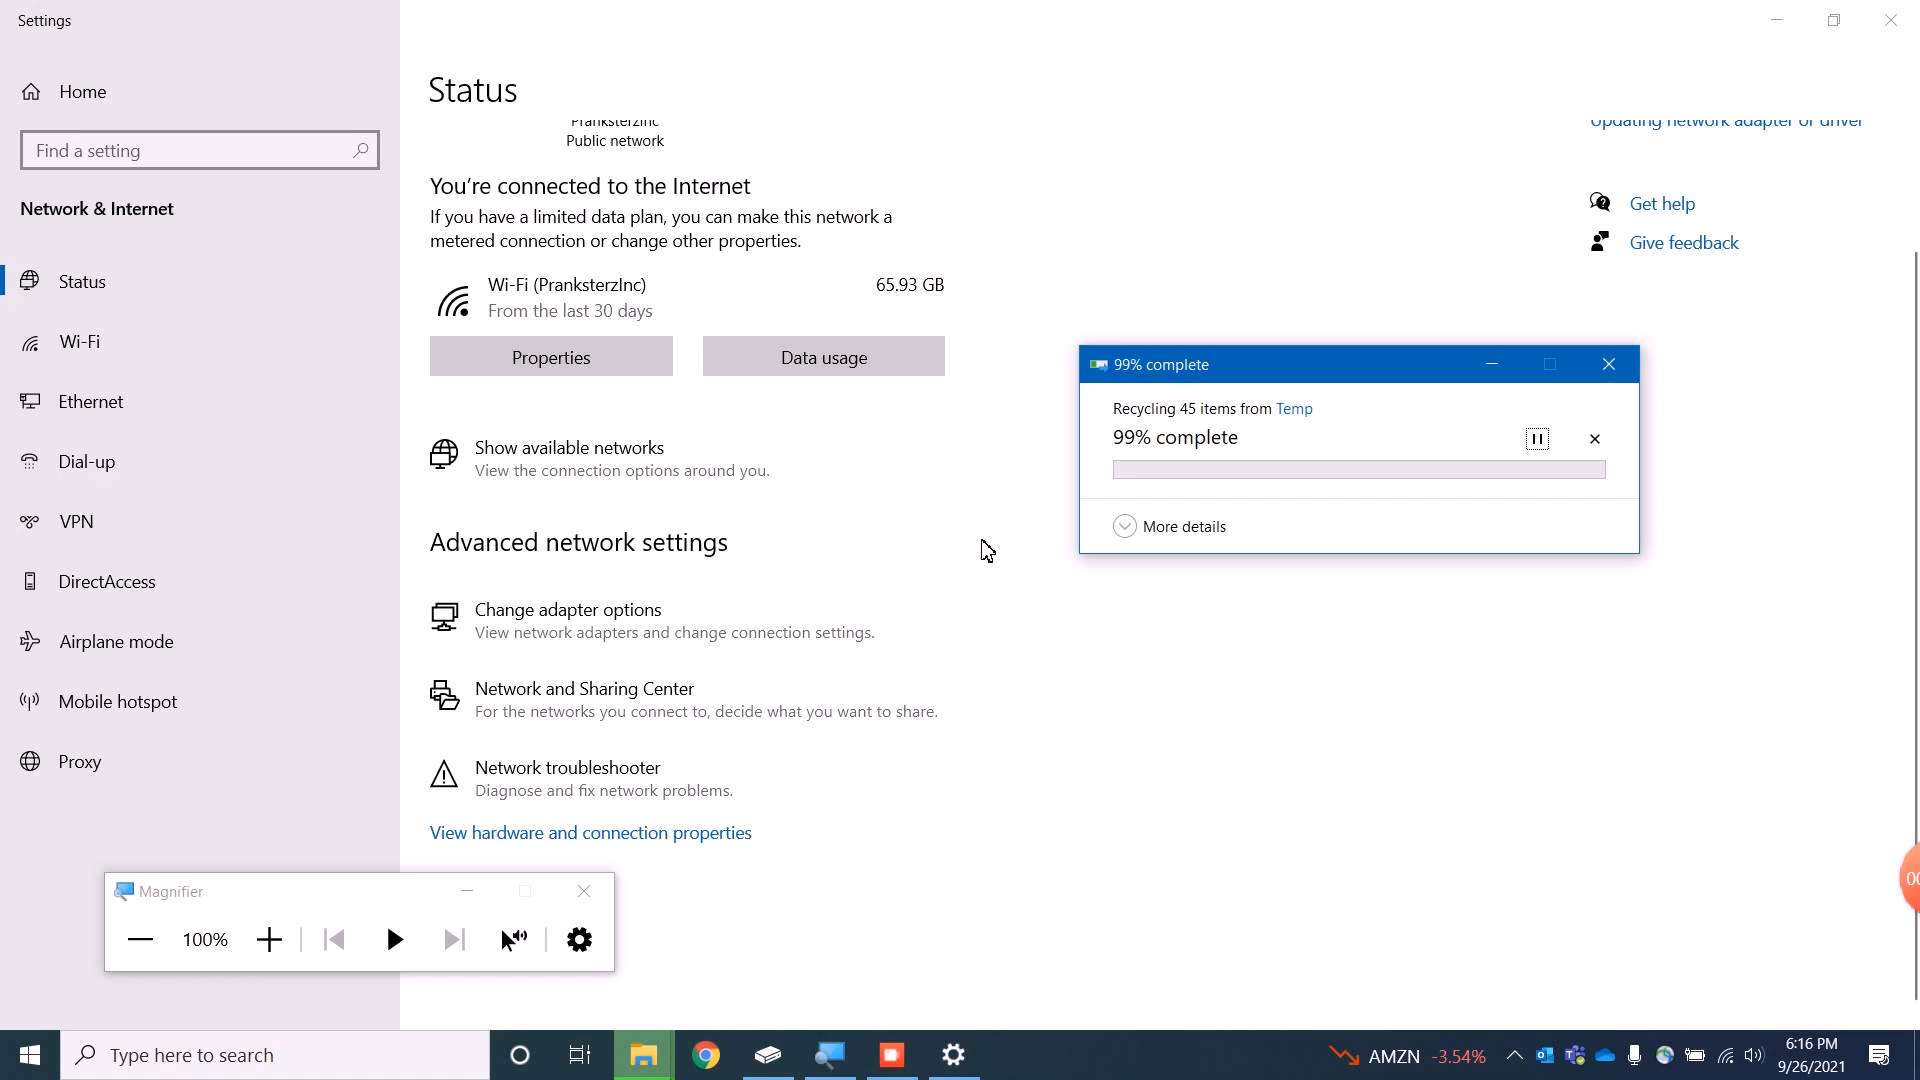 Settings
Home
Find a setting
Network & Internet
Status
Wi-Fi
Ethernet
Dial-up
VPN
DirectAccess
Airplane mode
Mobile hotspot
Proxy
Status
PranksterzInc
Public network
You're connected to the Internet
If you have a limited data plan, you can make this network a
metered connection or change other properties.
Wi-Fi (PranksterzInc)
65.93 GB
From the last 30 days
Properties
Data usage
Show available networks
View the connection options around you.
Advanced network settings
Change adapter options
View network adapters and change connection settings.
Network and Sharing Center
For the networks you connect to, decide what you want to share.
Network troubleshooter
Diagnose and fix network problems.
View hardware and connection properties
Updating network adapter or driver
Get help
Give feedback
99% complete
Recycling 45 items from Temp
99% complete
More details
Magnifier
100%
00
Type here to search
AMZN -3.54%
6:16 PM
9/26/2021